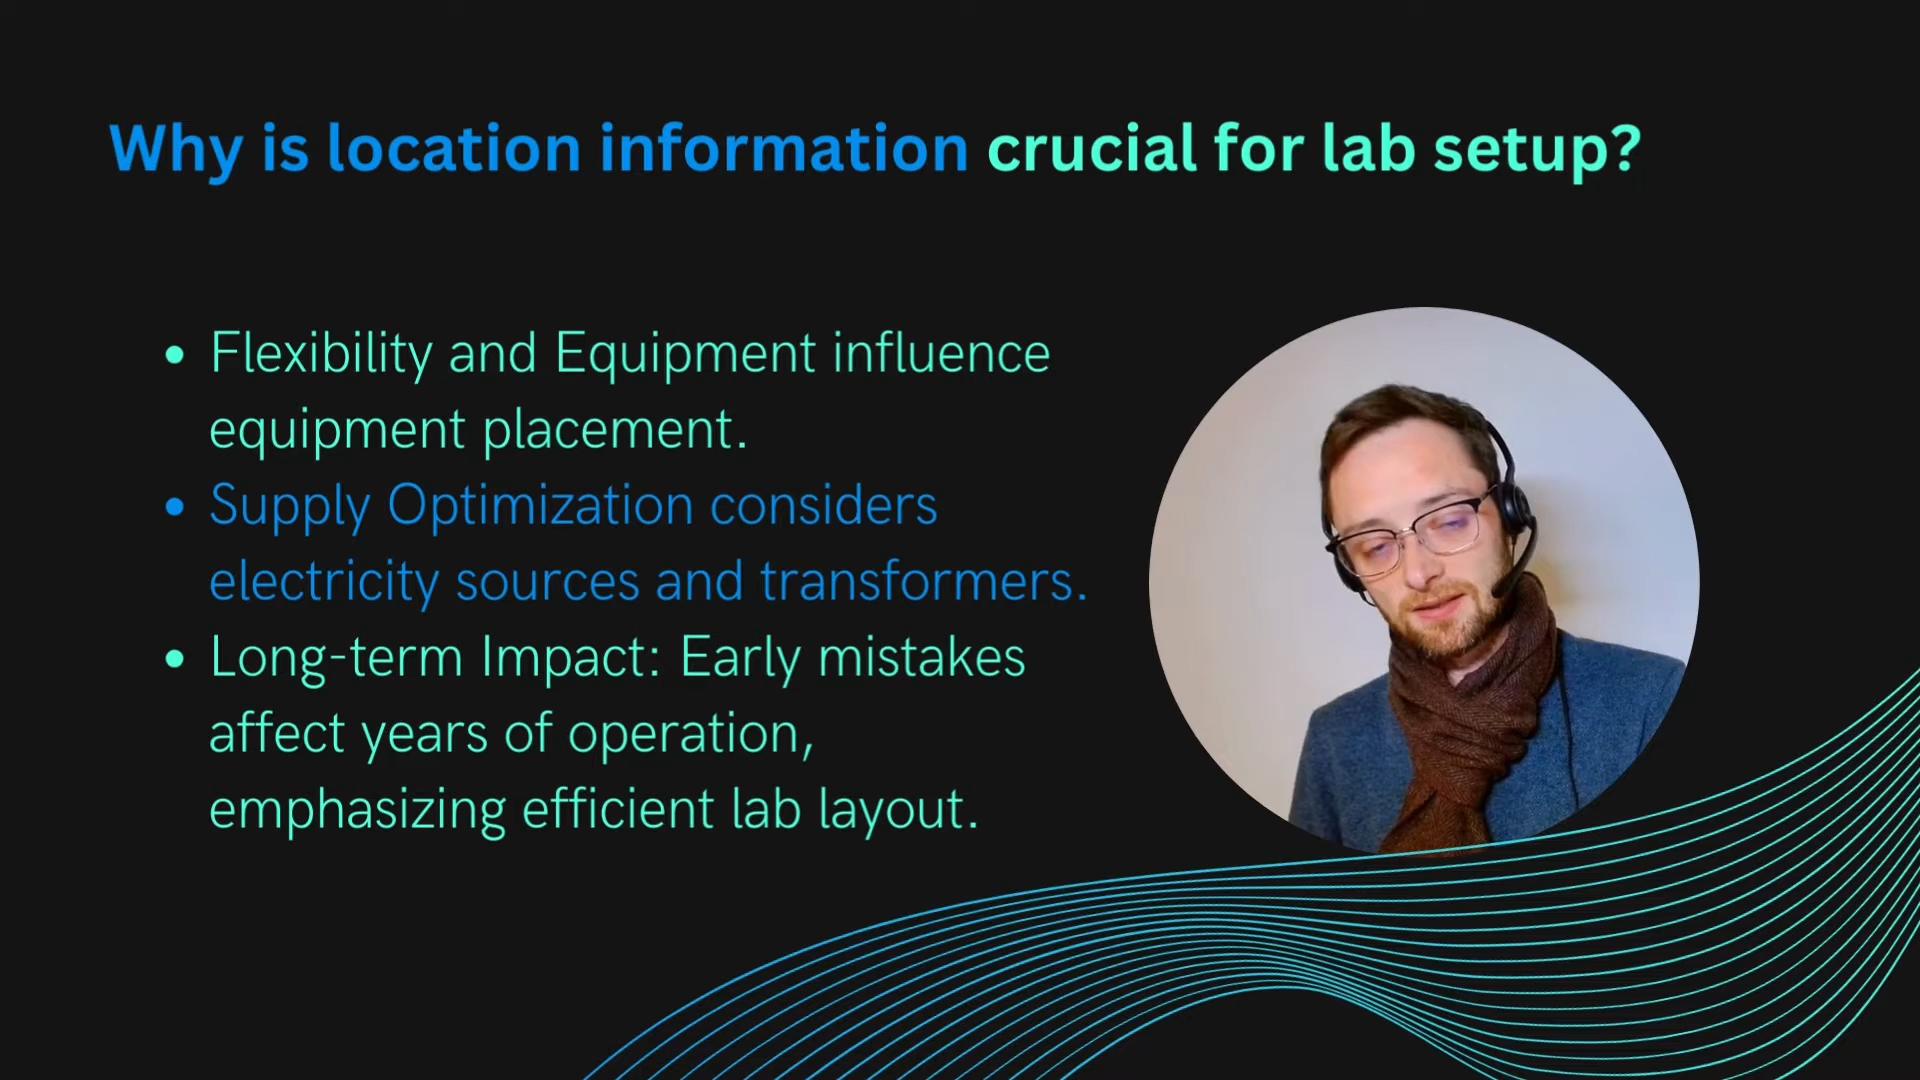 Why is location information crucial for lab setup?
• Flexibility and Equipment influence
equipment placement.
• Supply Optimization considers
electricity sources and transformers.
• Long-term Impact: Early mistakes
affect years of operation,
emphasizing efficient lab layout.